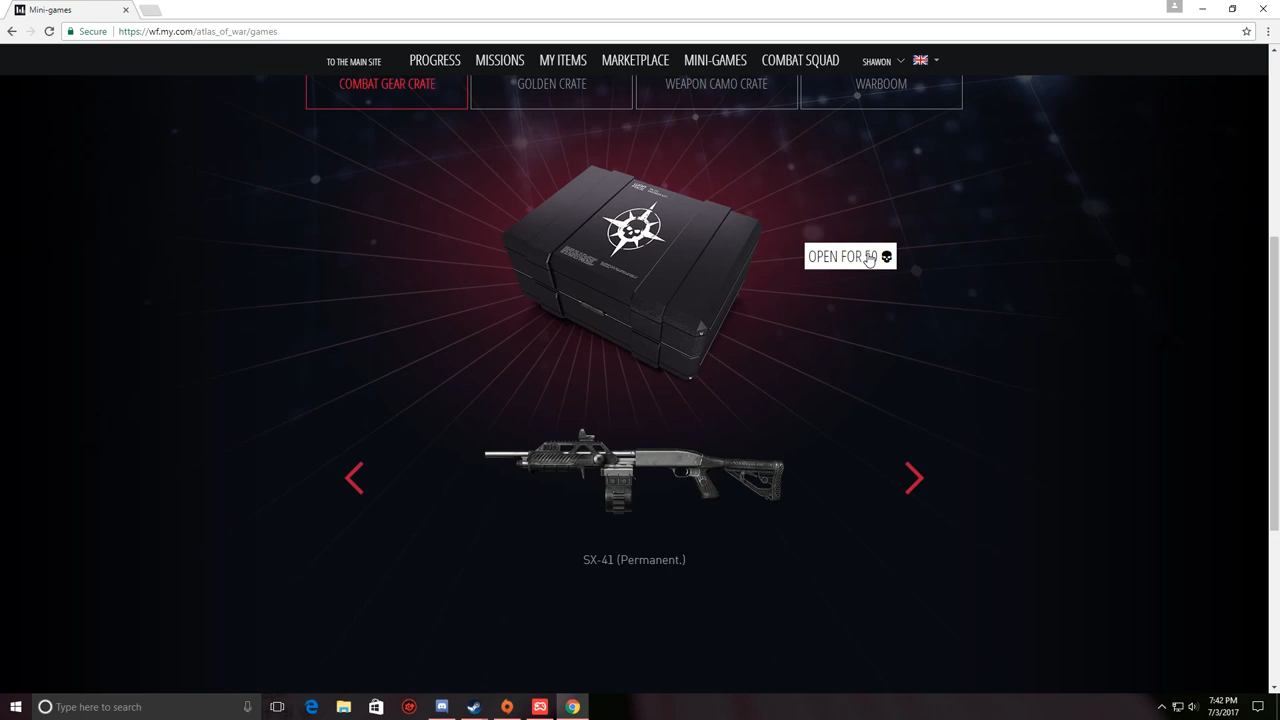 Mini-games
Secure
https://wf.my.com/atlas_of_war/games
TO THE MAIN SITE
PROGRESS
MISSIONS
MY ITEMS
MARKETPLACE
MINI-GAMES
COMBAT SQUAD
SHAWON
COMBAT GEAR CRATE
GOLDEN CRATE
WEAPON CAMO CRATE
WARBOOM
OPEN FOR 50
SX-41 (Permanent.)
Type here to search
7:42 PM
7/3/2017